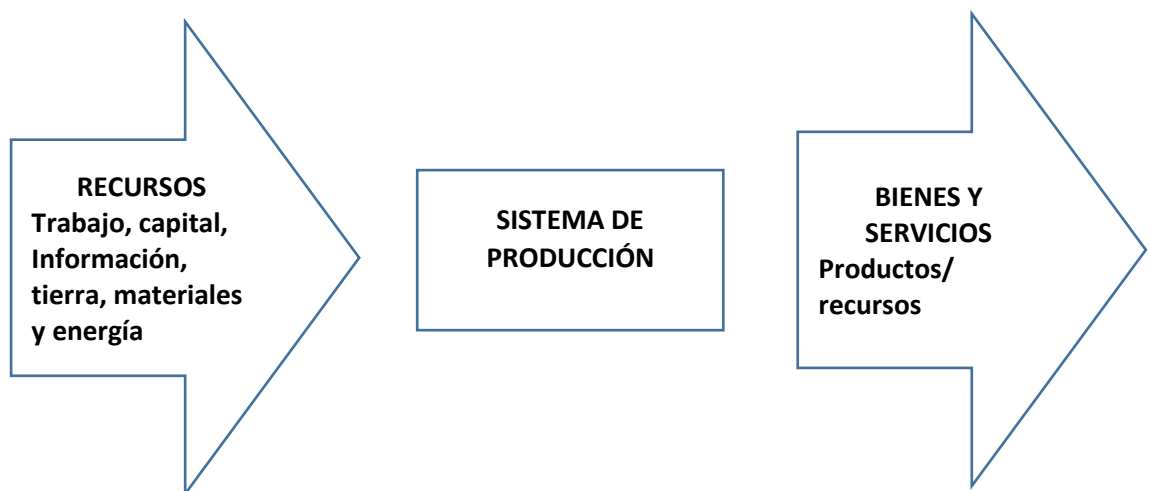 RECURSOS
Trabajo, capital,
Información,
tierra, materiales
y energía
SISTEMA DE
PRODUCCIÓN
BIENES Y
SERVICIOS
Productos/
recursos